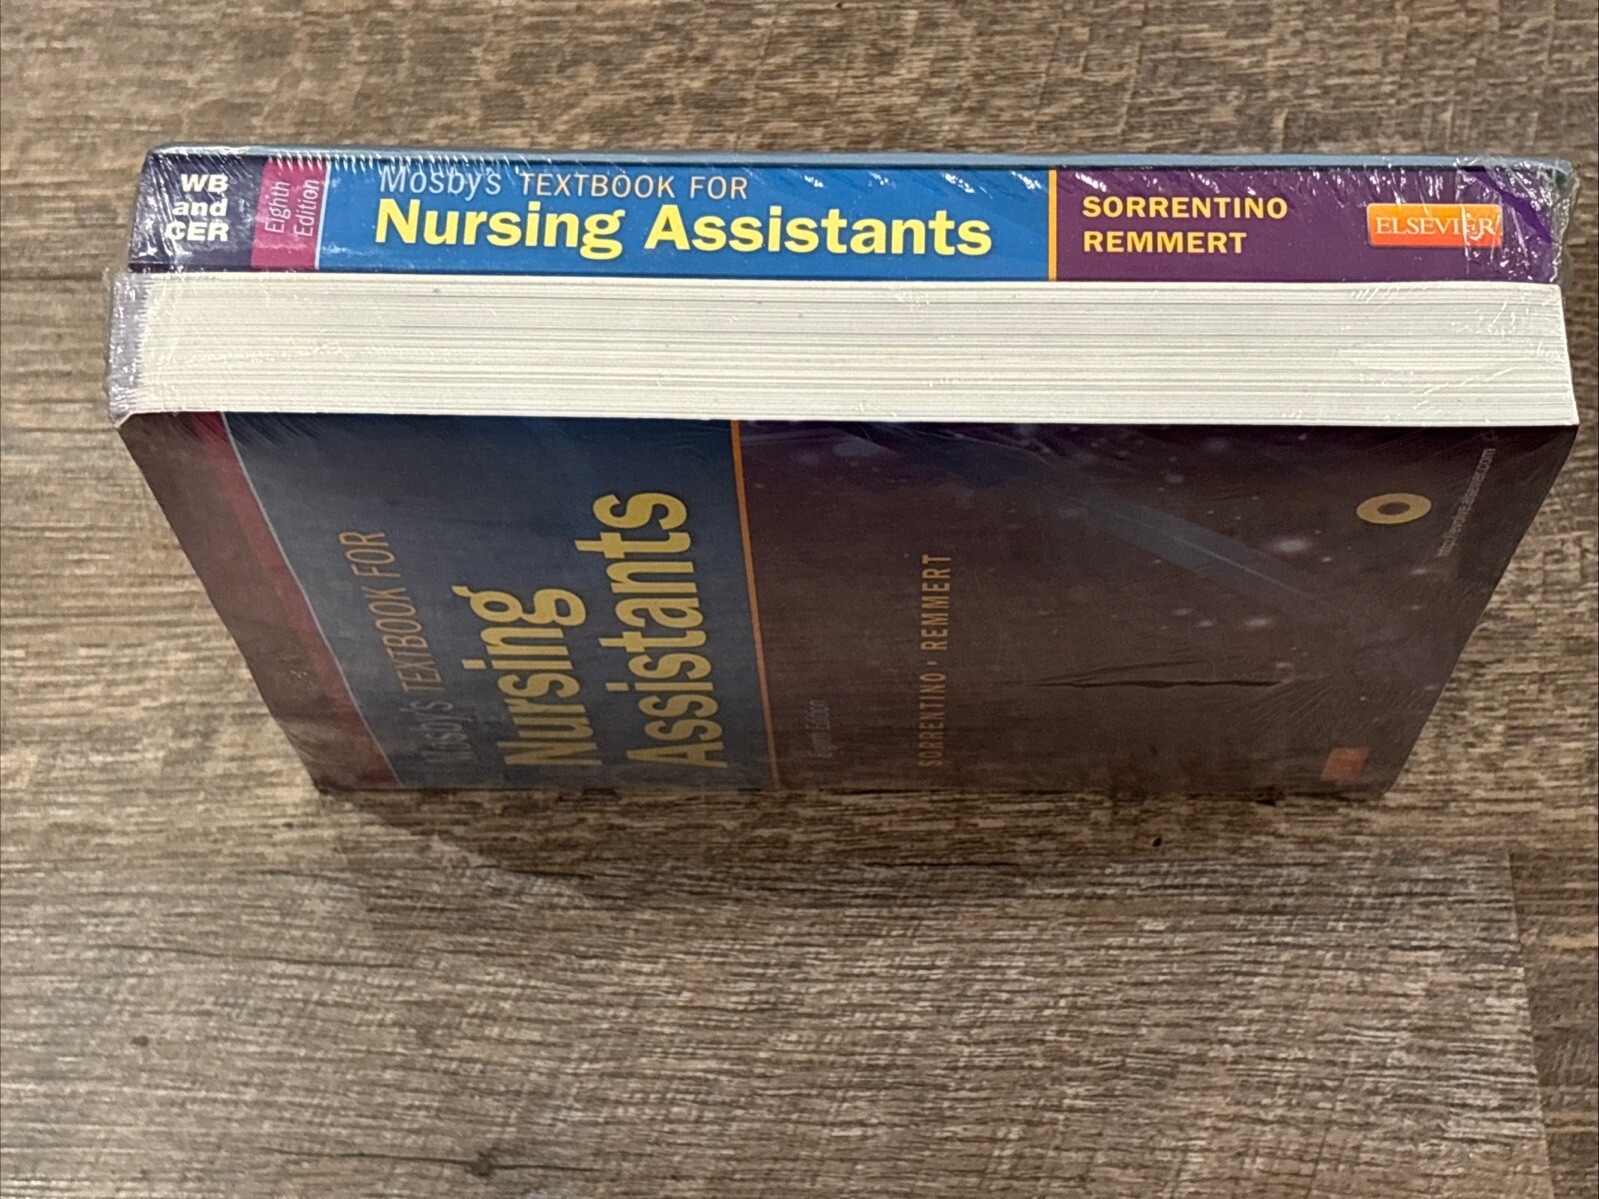 WB
and
CER
Eighth
Edition
Mosby's TEXTBOOK FOR
Nursing Assistants
SORRENTINO
REMMERT
ELSEVIER
Mosby's TEXTBOOK FOR
Nursing
Assistants
Eighth Edition
SORRENTINO • REMMERT